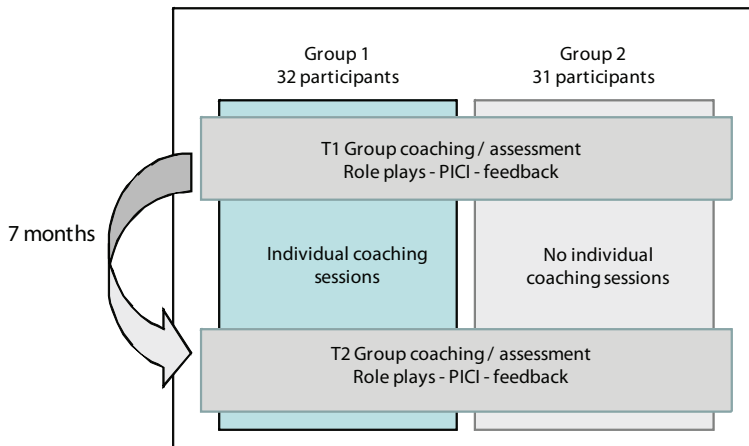 Group 1
32 participants
Group 2
31 participants
T1 Group coaching / assessment
Role plays - PICI - feedback
7 months
Individual coaching
sessions
No individual
coaching sessions
T2 Group coaching / assessment
Role plays - PICI - feedback